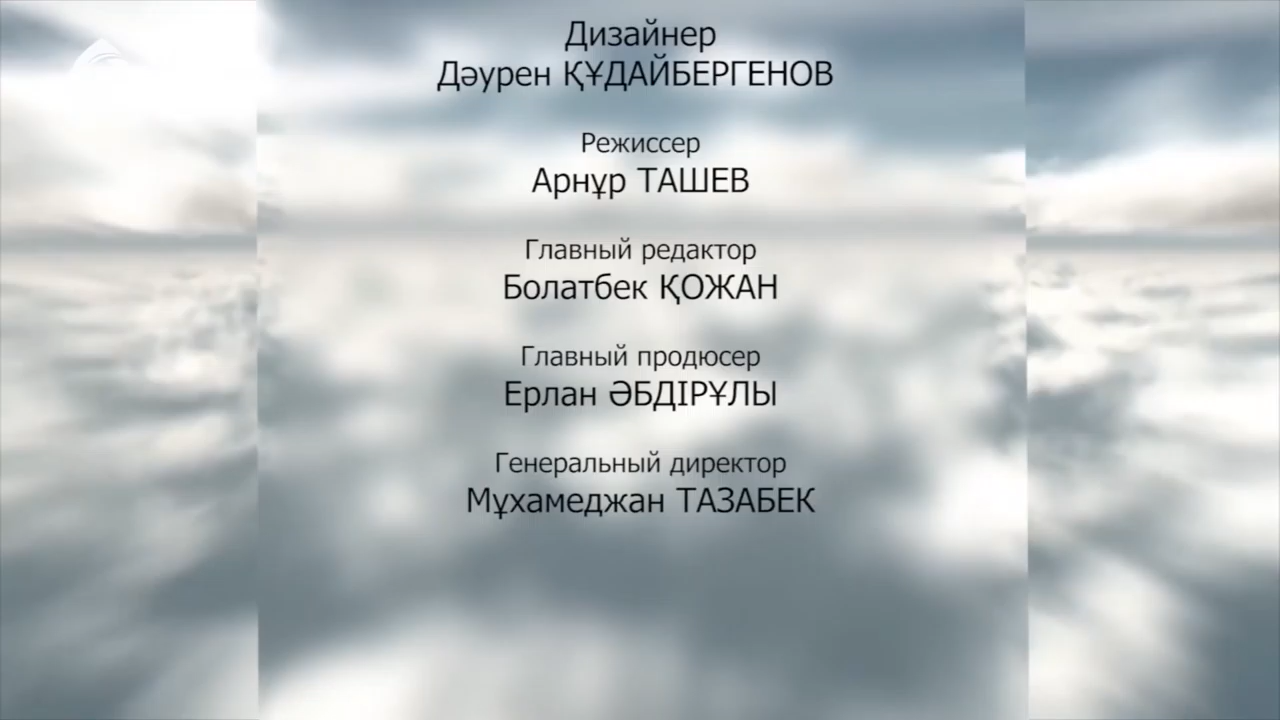 Дизайнер
Дәурен ҚҰДАЙБЕРГЕНОВ
Режиссер
Арнұр ТАШЕВ
Главный редактор
Болатбек ҚОЖАН
Главный продюсер
Ерлан ӘБДІРҰЛЫ
Генеральный директор
Мұхамеджан ТАЗАБЕК